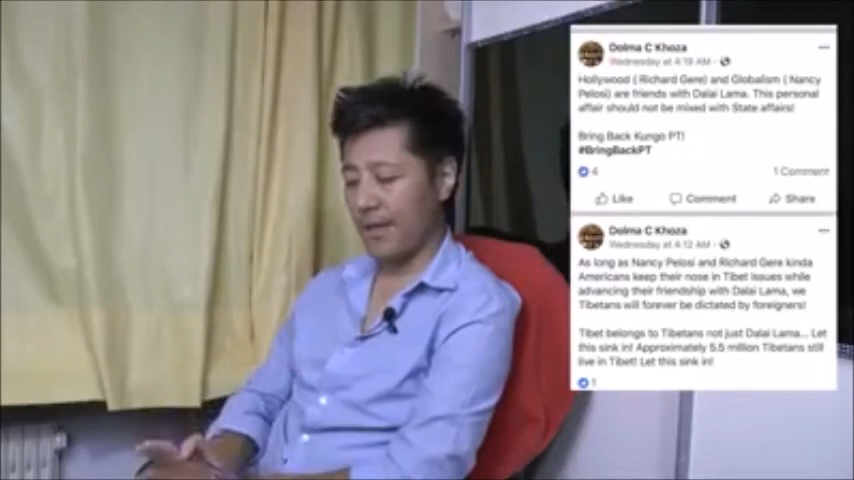 Dolma C Khoza
Wednesday at 4:19 AM ·
Hollywood ( Richard Gere) and Globalism ( Nancy
Pelosi) are friends with Dalai Lama. This personal
affair should not be mixed with State affairs!
Bring Back Kungo PT!
#BringBackPT
4
1 Comment
Like
Comment
Share
Dolma C Khoza
Wednesday at 4:12 AM ·
As long as Nancy Pelosi and Richard Gere kinda
Americans keep their nose in Tibet Issues while
advancing their friendship with Dalai Lama, we
Tibetans will forever be dictated by foreigners!
Tibet belongs to Tibetans not just Dalai Lama... Let
this sink in! Approximately 5.5 million Tibetans still
live in Tibet! Let this sink in!
1